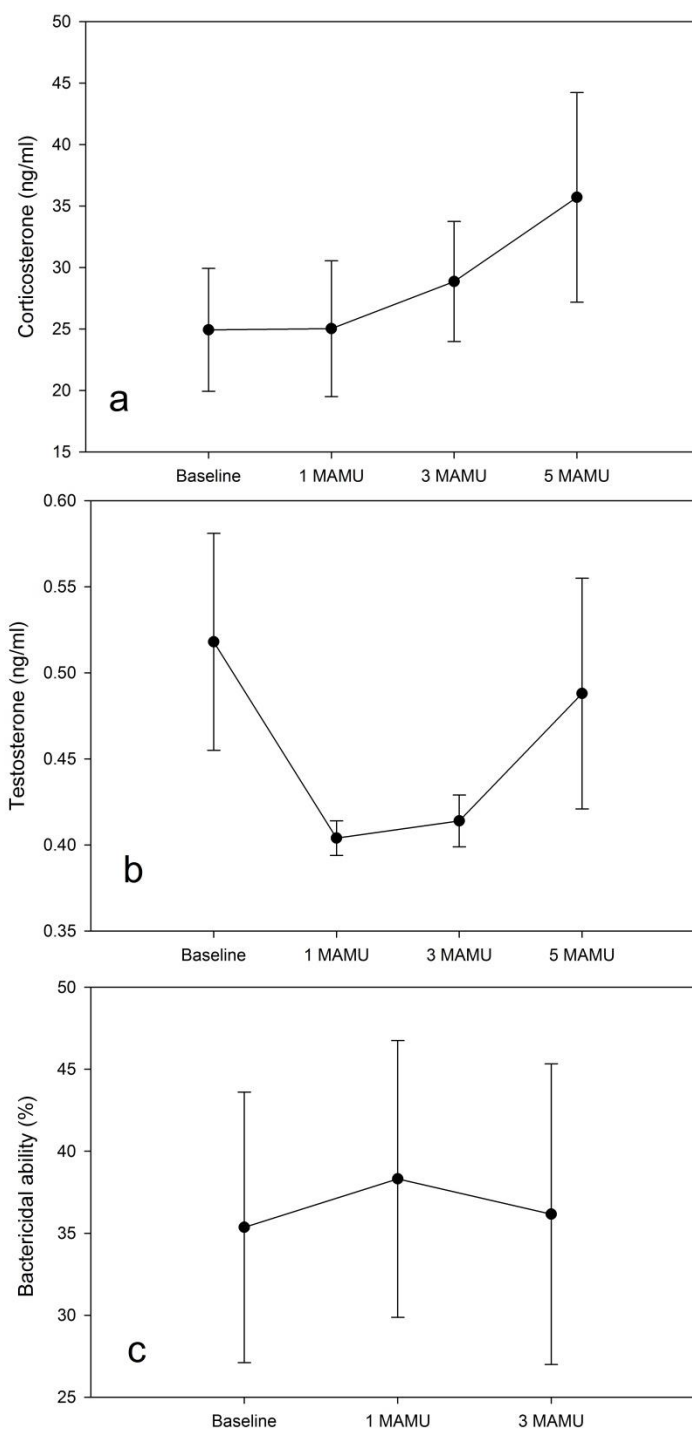 50
45
40
35
30
25
20
15
Corticosterone (ng/ml)
a
Baseline 1 MAMU 3 MAMU 5 MAMU
0.60
0.55
0.50
0.45
0.40
0.35
Testosterone (ng/ml)
b
Baseline 1 MAMU 3 MAMU 5 MAMU
50
45
40
35
30
25
Bactericidal ability (%)
c
Baseline 1 MAMU 3 MAMU